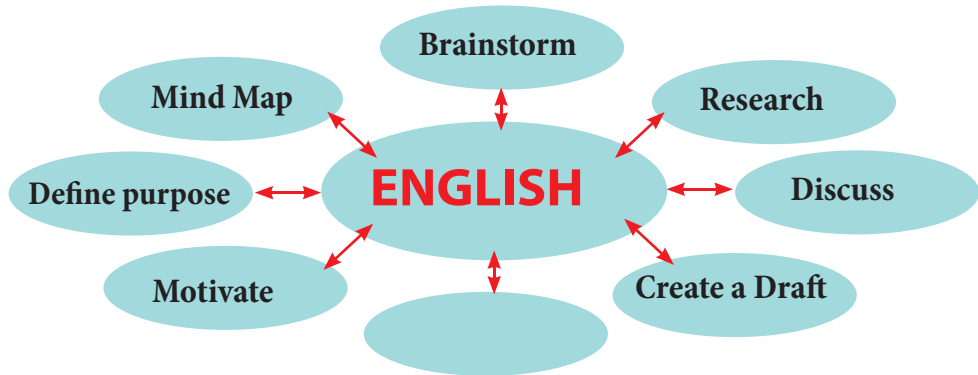 Brainstorm
Mind Map
Research
ENGLISH
Define purpose
Discuss
Motivate
Create a Draft